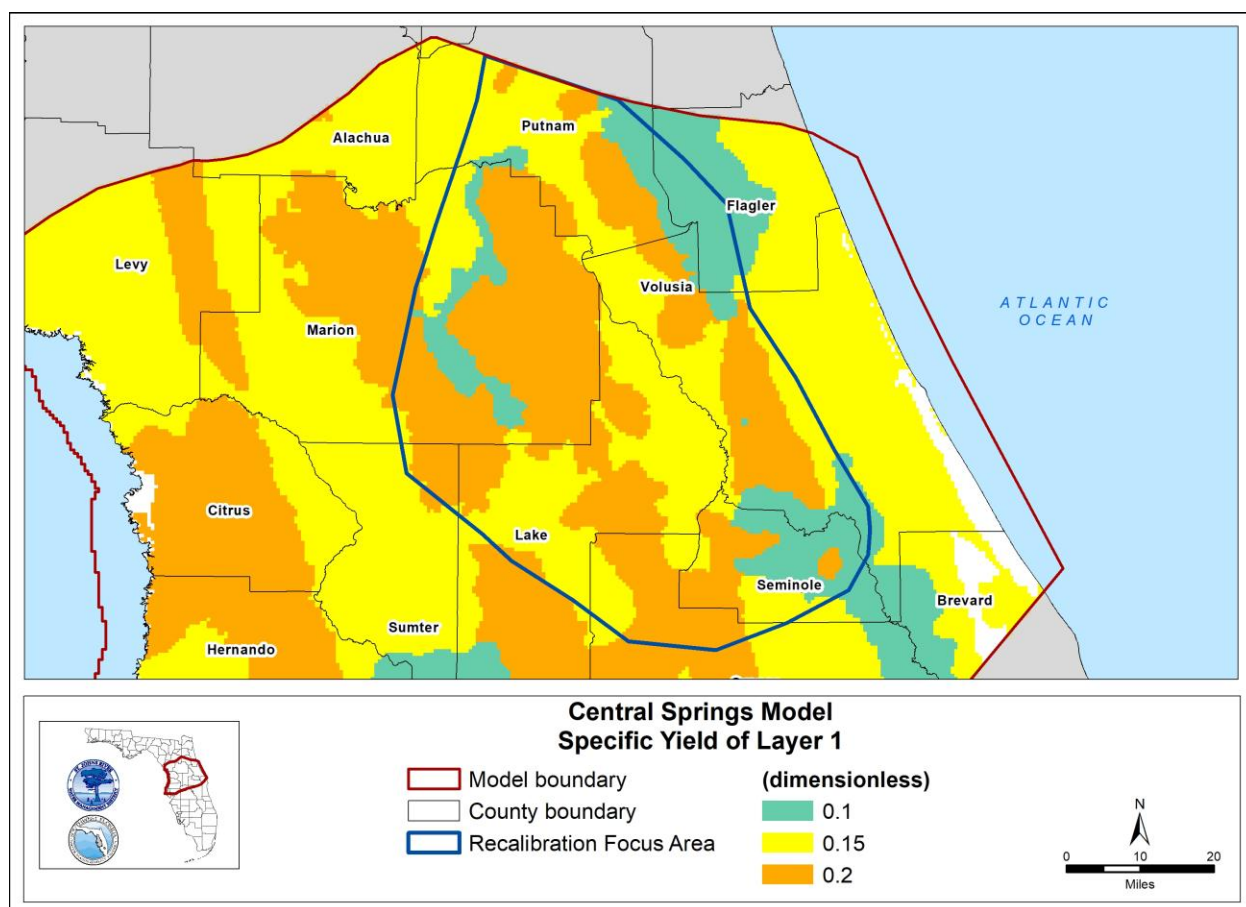 Putnam
Alachua
Flagler
Levy
Volusia
ATLANTIC
OCEAN
Marion
Citrus
Lake
Seminole
Brevard
Sumter
Hernando
Central Springs Model
Specific Yield of Layer 1
Model boundary
County boundary
Recalibration Focus Area
(dimensionless)
0.1
0.15
0.2
N
0 10 20
Miles